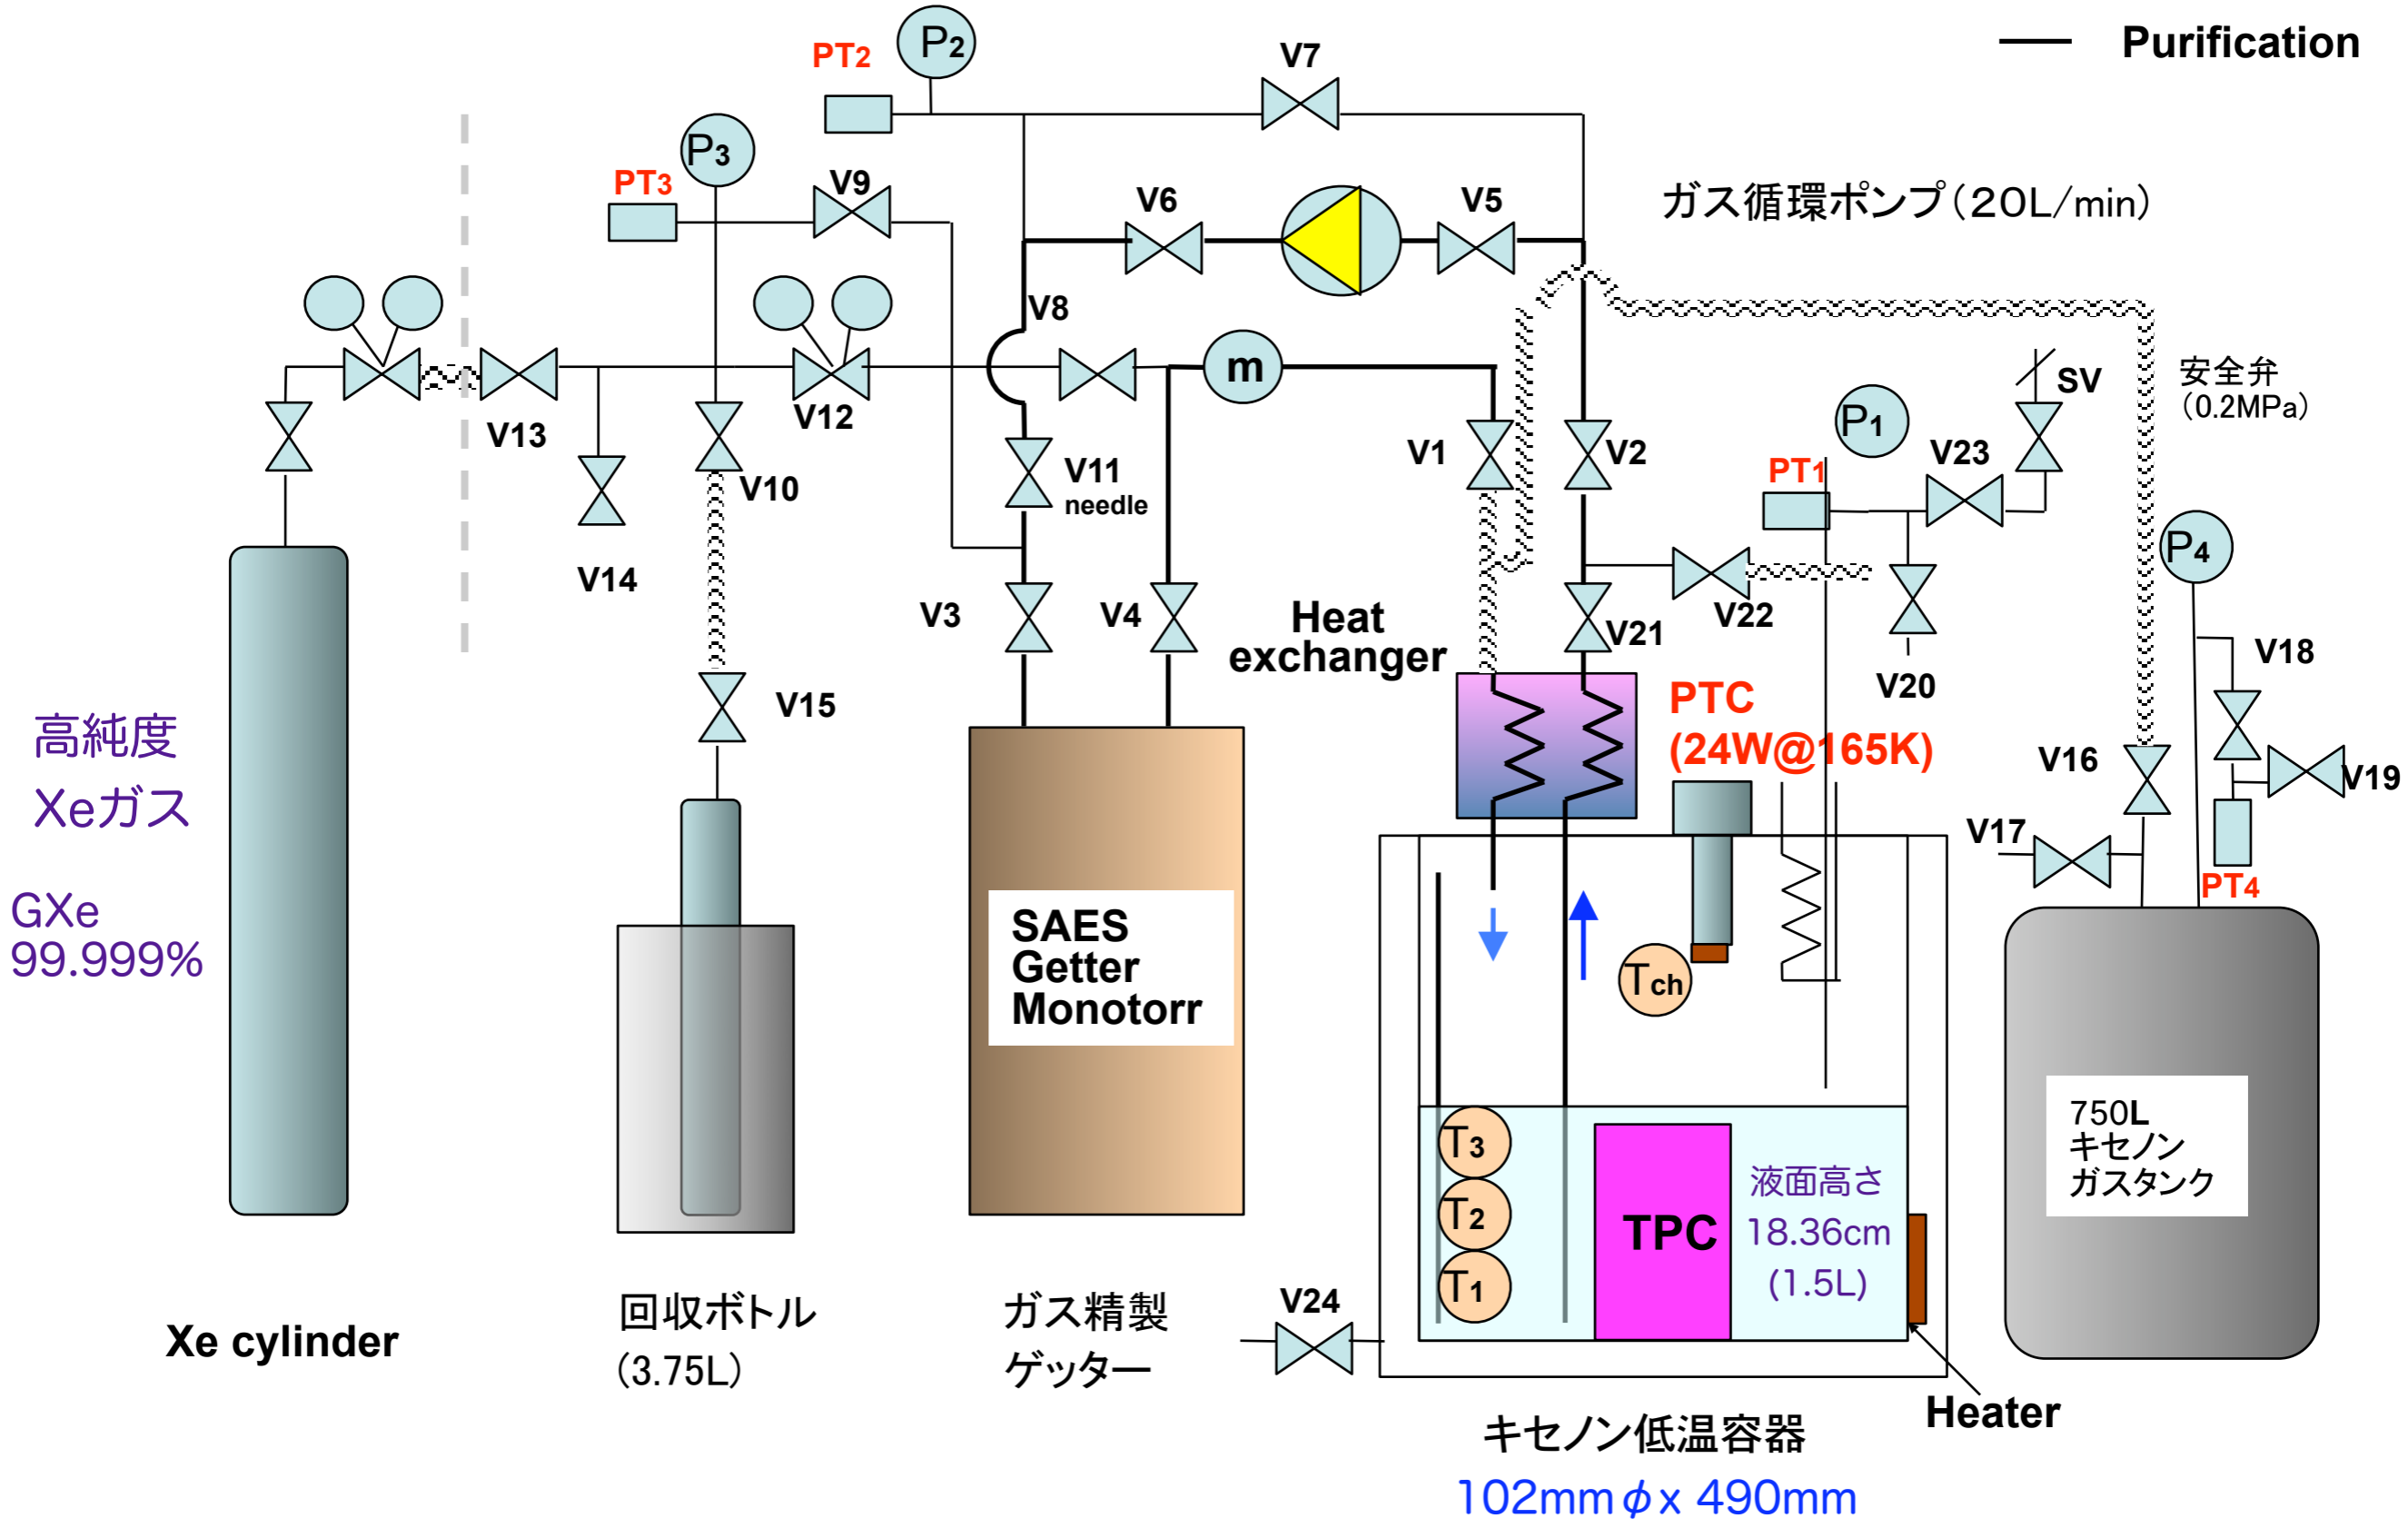 P2
PT2
V7
Purification
P3
PT3
V9
V6
V5
ガス循環ポンプ(20L/min)
V8
m
SV
安全弁
(0.2MPa)
V13
V12
V1
V2
P1
V23
V10
V11
needle
PT1
P4
V14
V3
V4
Heat
exchanger
V21
V22
V20
V18
V15
PTC
(24W@165K)
V16
V19
V17
PT4
高純度
Xeガス
GXe
99.999%
SAES
Getter
Monotorr
Tch
T3
T2
T1
TPC
液面高さ
18.36cm
(1.5L)
750L
キセノン
ガスタンク
V24
Xe cylinder
回収ボトル
(3.75L)
ガス精製
ゲッター
Heater
キセノン低温容器
102mmφx 490mm